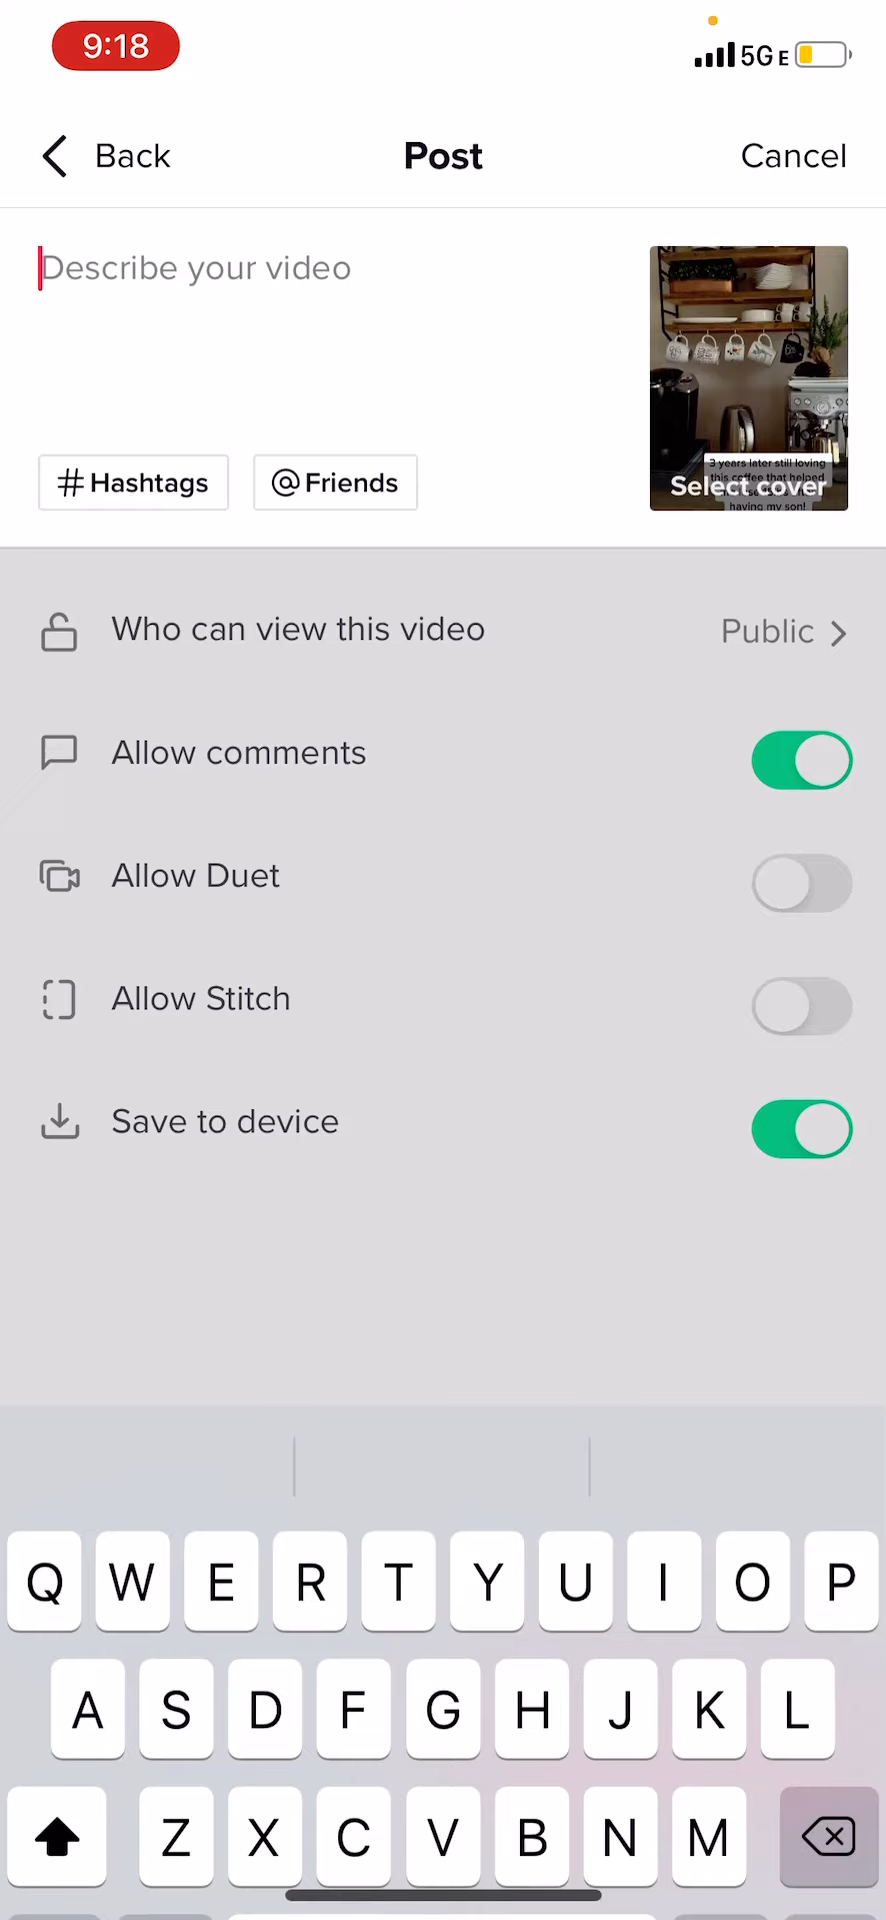 9:18
5G E
Back
Post
Cancel
Describe your video
# Hashtags
@ Friends
3 years later still loving
this coffee that helped
having my son!
Select cover
Who can view this video
Public
Allow comments
Allow Duet
Allow Stitch
Save to device
Q W E R T Y U I O P
A S D F G H J K L
Z X C V B N M